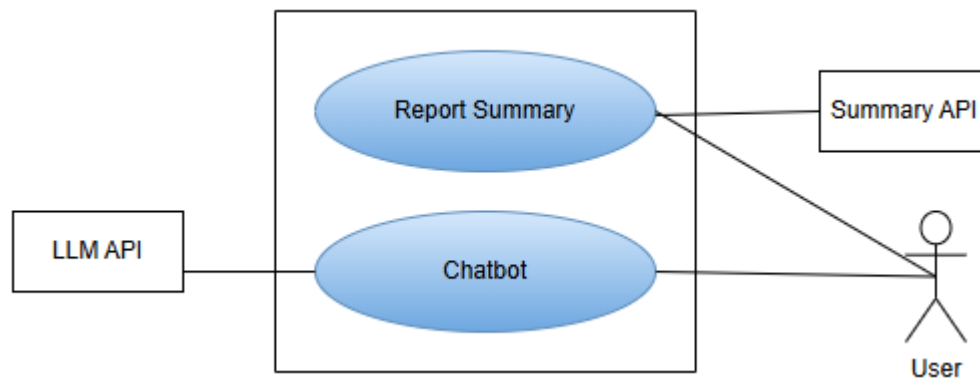 Report Summary
Summary API
LLM API
Chatbot
User